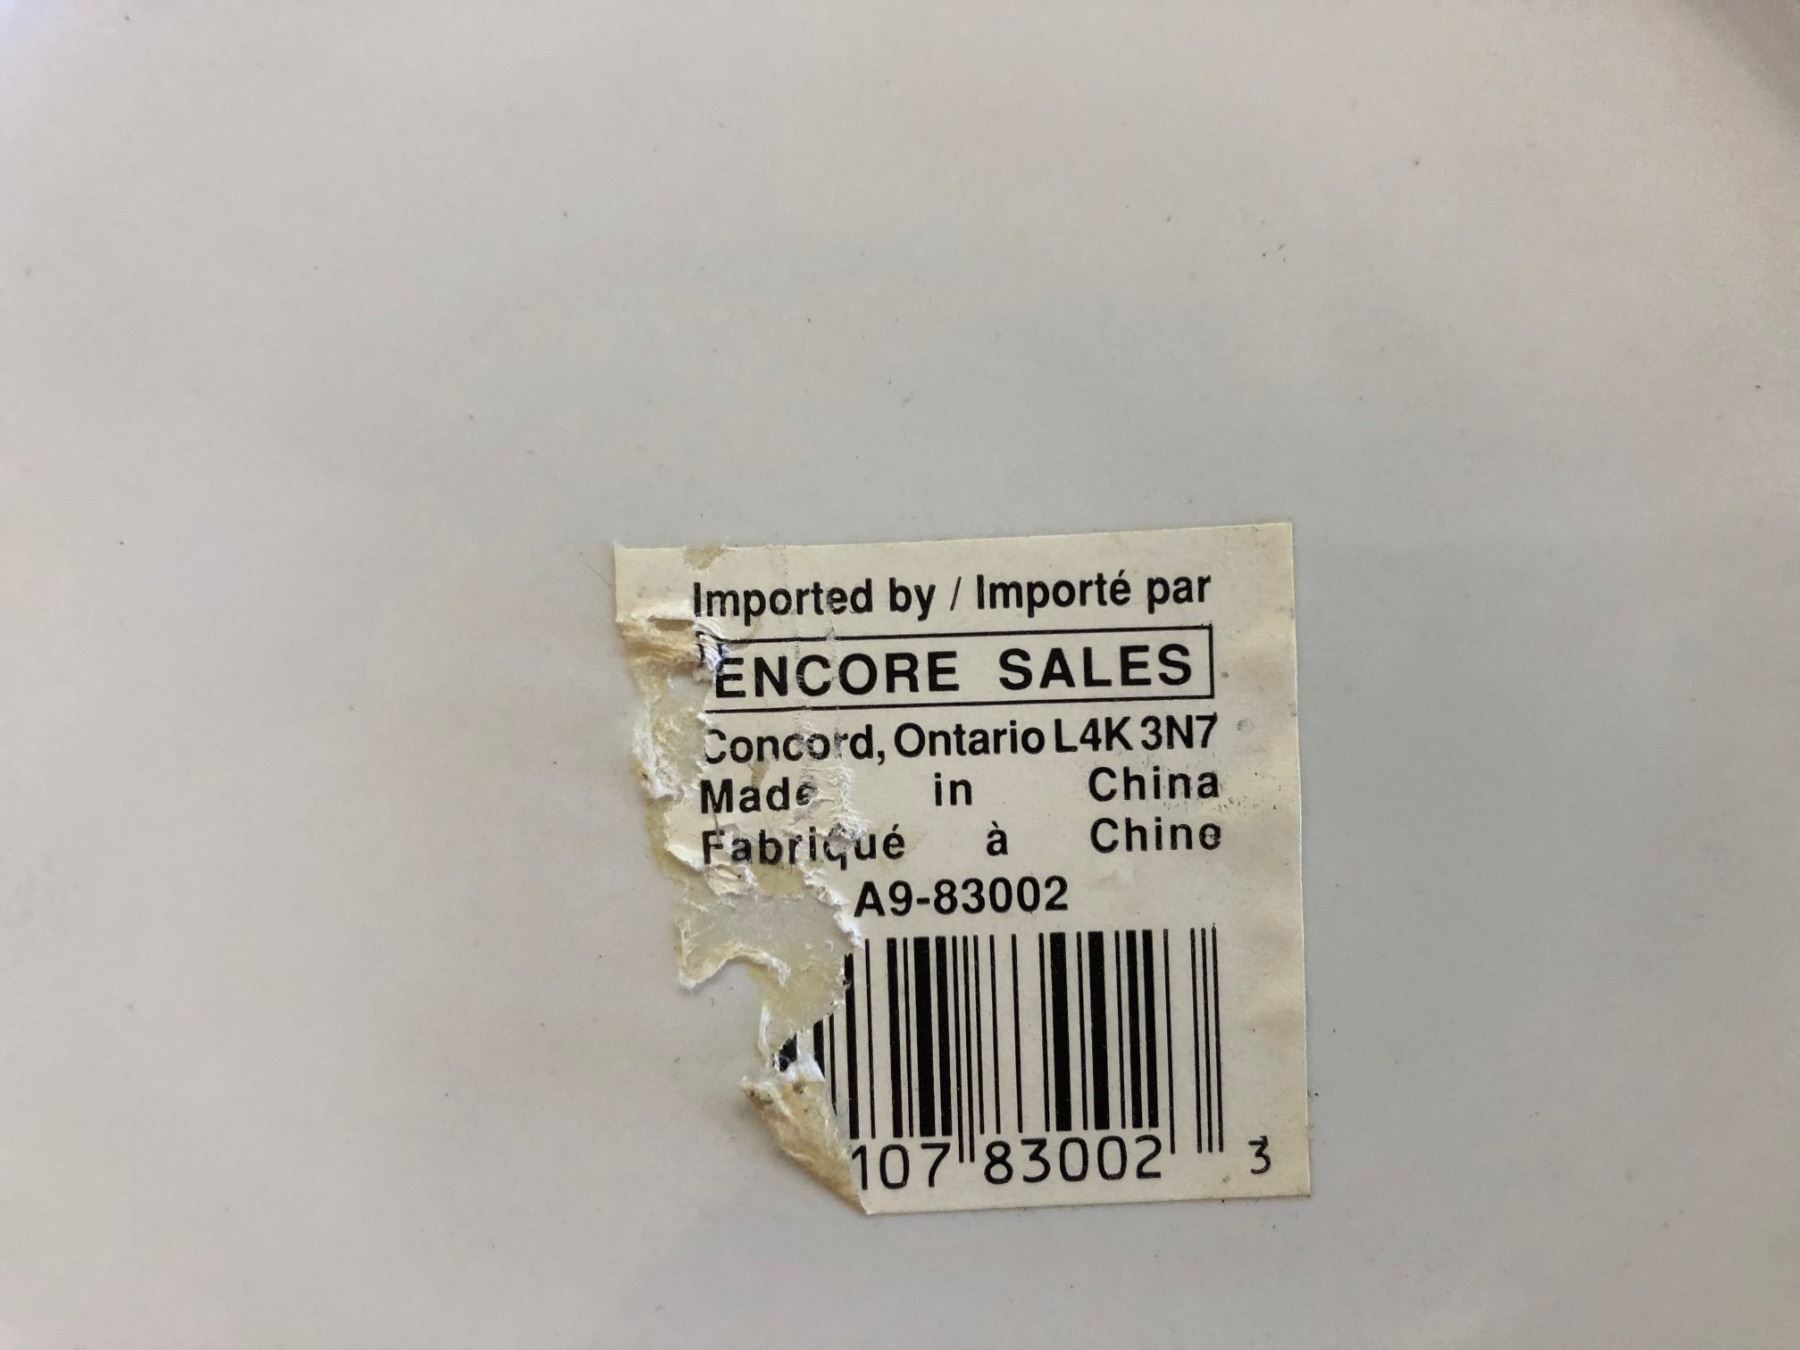 Imported by / Importé par
ENCORE SALES
Concord, Ontario L4K 3N7
Made in China
Fabriqué à Chine
A9-83002
107 83002 3